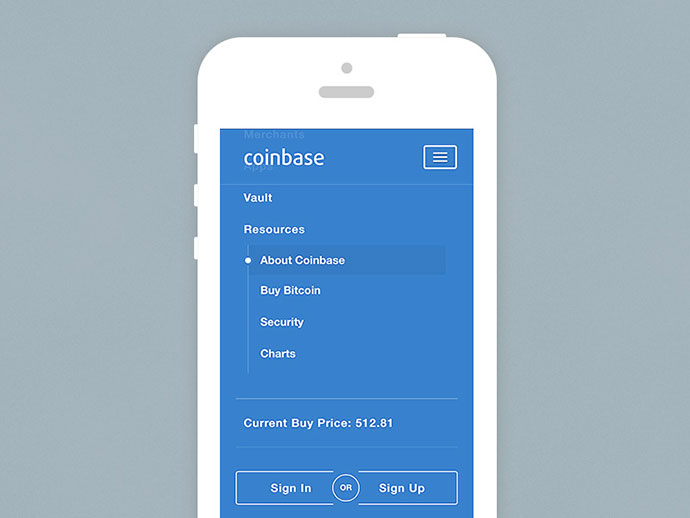 Merchants
coinbase
Apps
Vault
Resources
About Coinbase
Buy Bitcoin
Security
Charts
Current Buy Price: 512.81
Sign In OR Sign Up